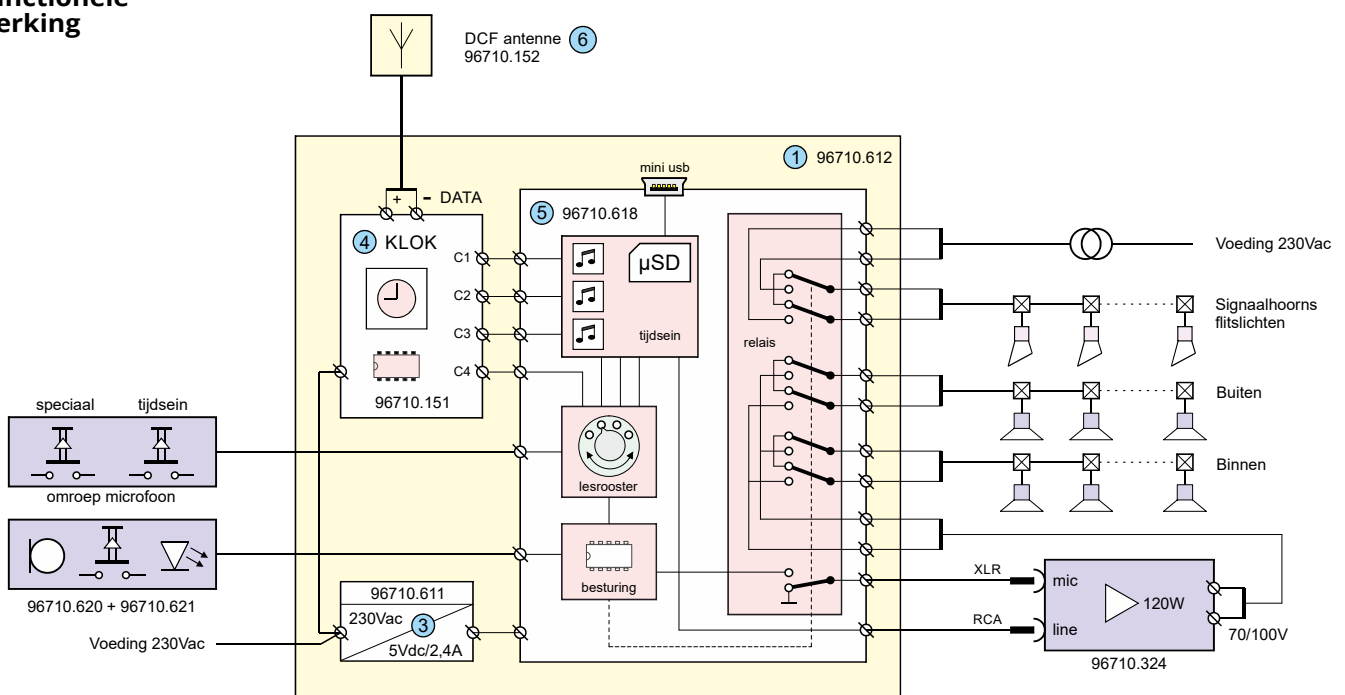 erking
DCF antenne 6
96710.152
1 96710.612
mini usb
+ - DATA
5 96710.618
4 KLOK
C1
C2
C3
C4
96710.151
µSD
tijdsein
relais
lesrooster
besturing
speciaal tijdsein
omroep microfoon
96710.620 + 96710.621
Voeding 230Vac
96710.611
230Vac 3
5Vdc/2,4A
Voeding 230Vac
Signaalhoorns
flitslichten
Buiten
Binnen
XLR
mic
RCA
line
120W
70/100V
96710.324